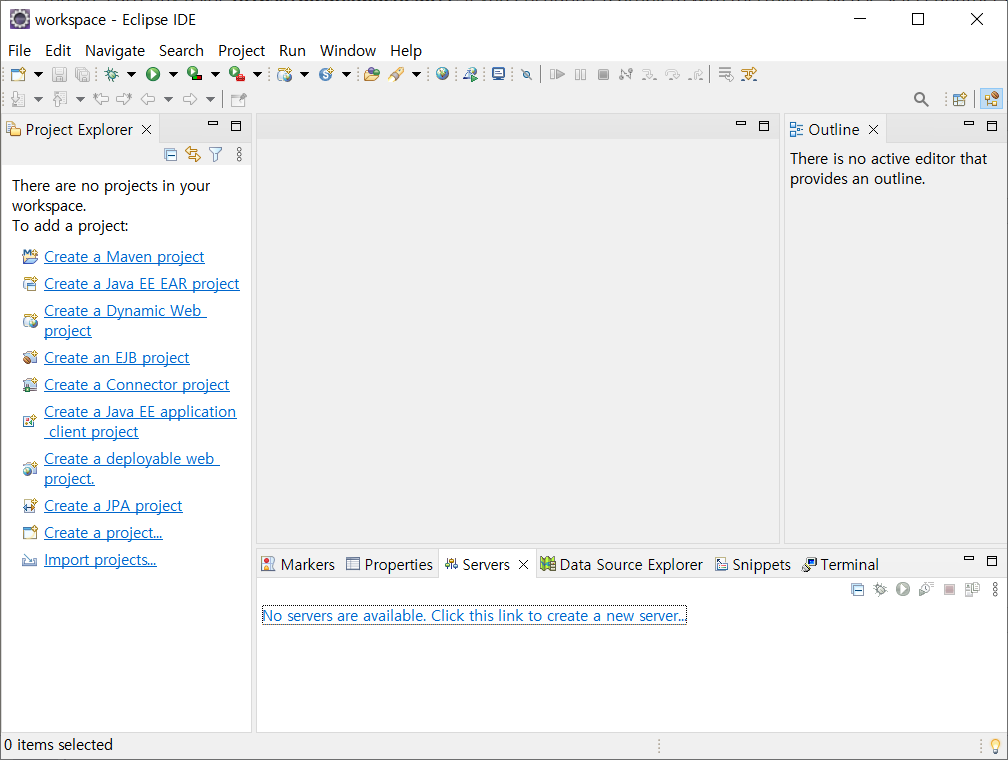 workspace - Eclipse IDE
File Edit Navigate Search Project Run Window Help
Project Explorer
There are no projects in your
workspace.
To add a project:
Create a Maven project
Create a Java EE EAR project
Create a Dynamic Web
project
Create an EJB project
Create a Connector project
Create a Java EE application
client project
Create a deployable web
project.
Create a JPA project
Create a project...
Import projects...
Outline
There is no active editor that
provides an outline.
Markers Properties Servers Data Source Explorer Snippets Terminal
No servers are available. Click this link to create a new server...
0 items selected